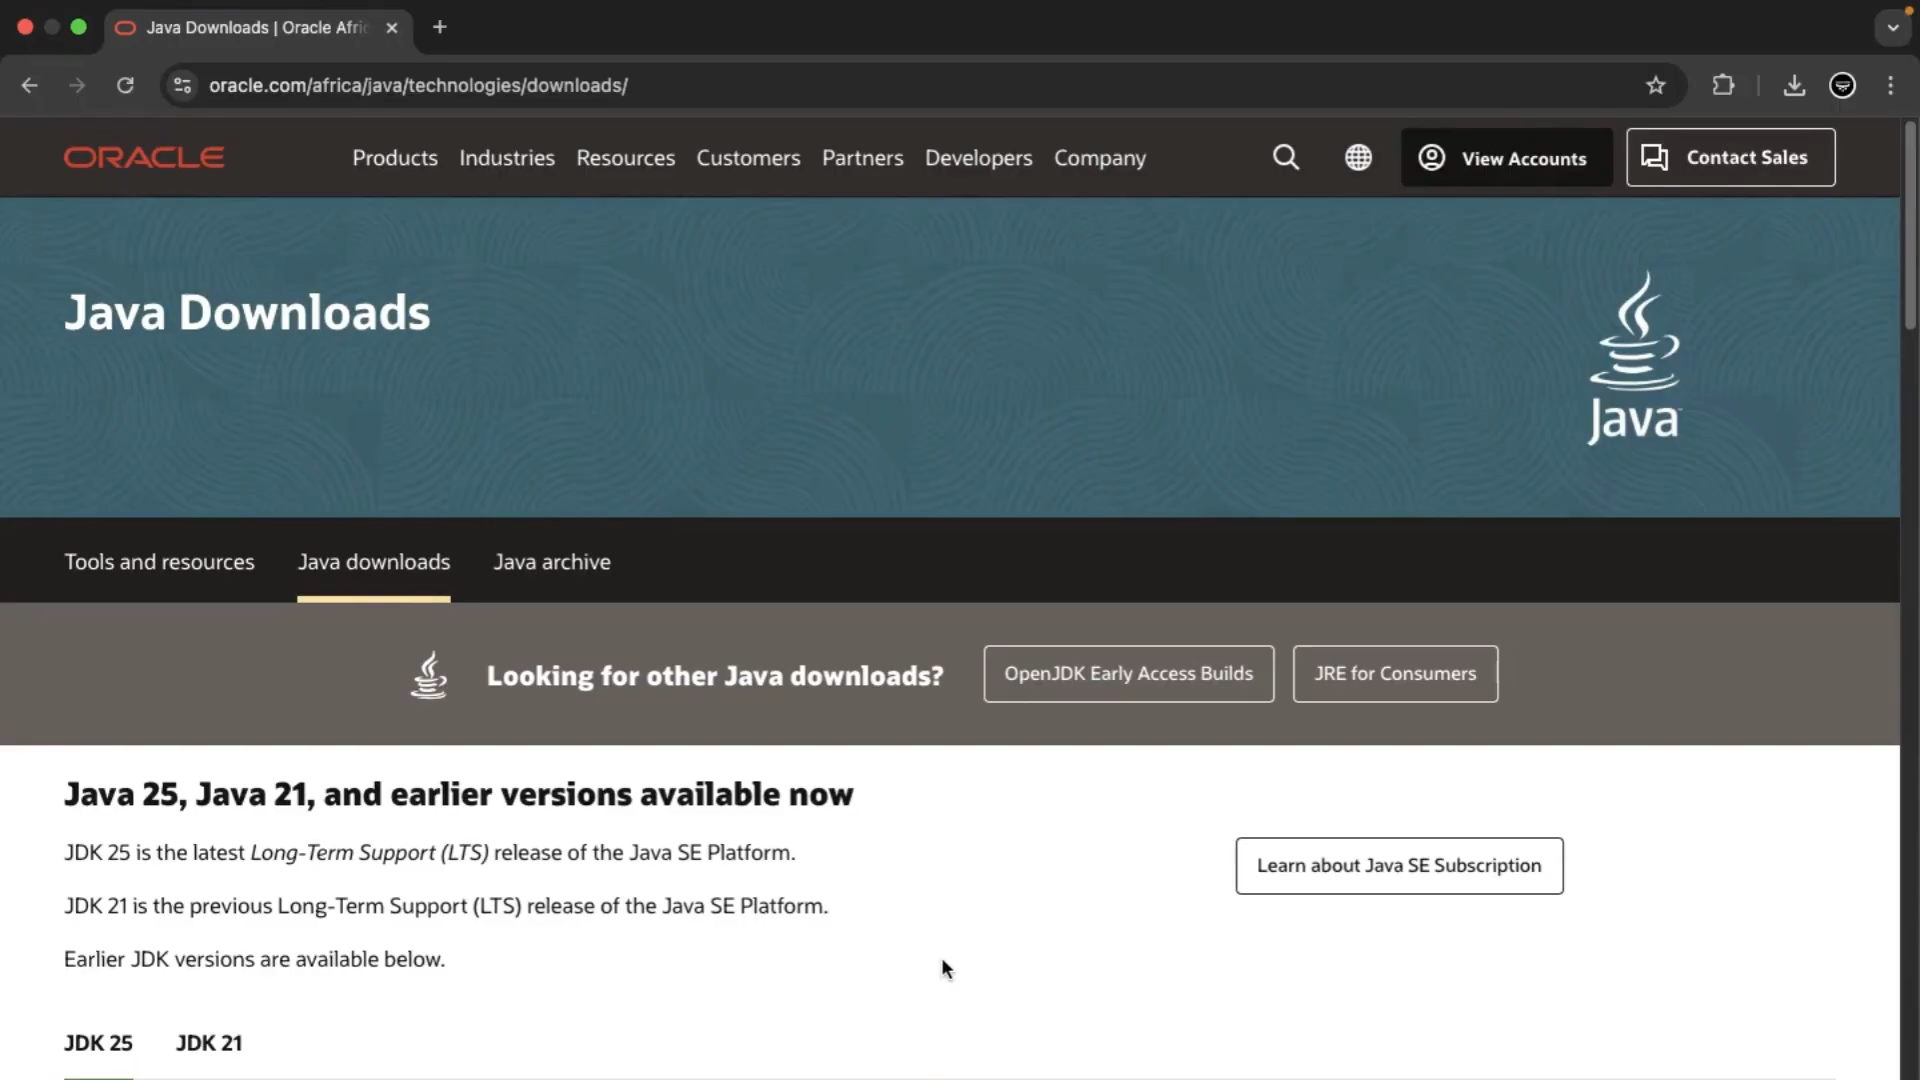 Java Downloads | Oracle Afri
oracle.com/africa/java/technologies/downloads/
ORACLE
Products Industries Resources Customers Partners Developers Company
View Accounts
Contact Sales
Java Downloads
Java
Tools and resources Java downloads Java archive
Looking for other Java downloads?
OpenJDK Early Access Builds
JRE for Consumers
Java 25, Java 21, and earlier versions available now
JDK 25 is the latest Long-Term Support (LTS) release of the Java SE Platform.
JDK 21 is the previous Long-Term Support (LTS) release of the Java SE Platform.
Earlier JDK versions are available below.
Learn about Java SE Subscription
JDK 25 JDK 21